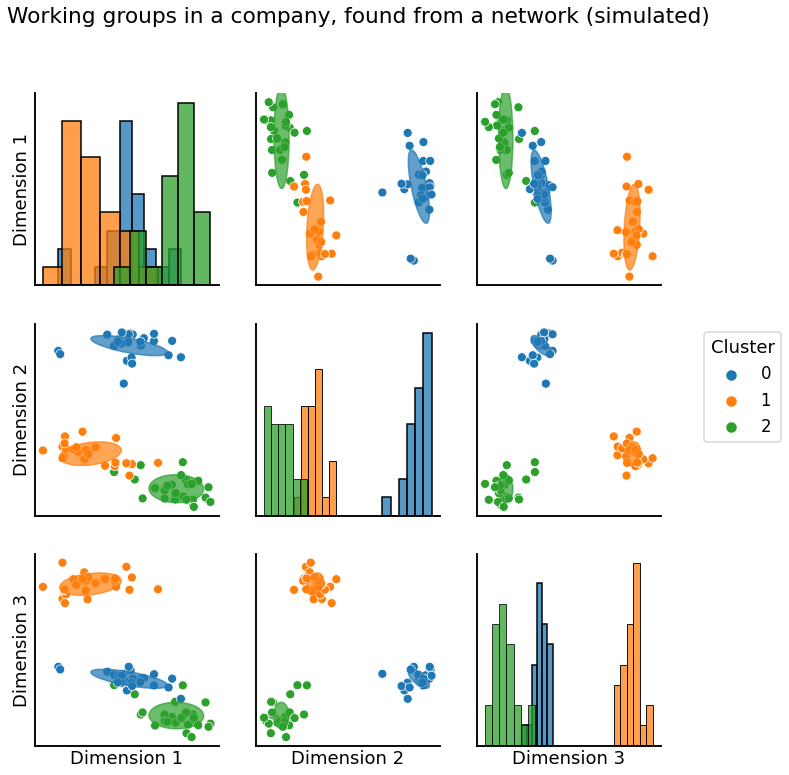 Working groups in a company, found from a network (simulated)
Dimension 1
Dimension 2
Cluster
0
1
2
Dimension 3
Dimension 1
Dimension 2
Dimension 3